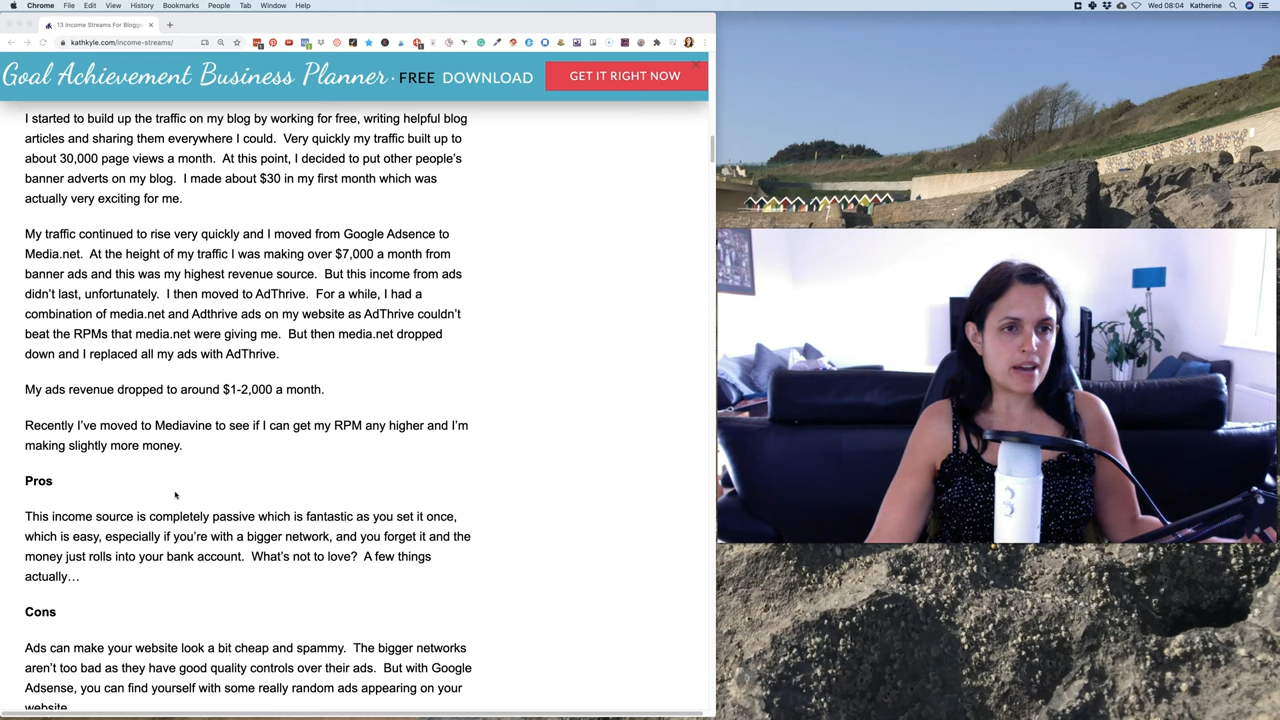 Chrome File Edit View History Bookmarks People Tab Window Help
Wed 08:04 Katherine
13 Income Streams For Blogge
kathkyle.com/income-streams/
Goal Achievement Business Planner · FREE DOWNLOAD
GET IT RIGHT NOW
I started to build up the traffic on my blog by working for free, writing helpful blog
articles and sharing them everywhere I could. Very quickly my traffic built up to
about 30,000 page views a month. At this point, I decided to put other people's
banner adverts on my blog. I made about $30 in my first month which was
actually very exciting for me.
My traffic continued to rise very quickly and I moved from Google Adsence to
Media.net. At the height of my traffic I was making over $7,000 a month from
banner ads and this was my highest revenue source. But this income from ads
didn't last, unfortunately. I then moved to AdThrive. For a while, I had a
combination of media.net and Adthrive ads on my website as AdThrive couldn't
beat the RPMs that media.net were giving me. But then media.net dropped
down and I replaced all my ads with AdThrive.
My ads revenue dropped to around $1-2,000 a month.
Recently I've moved to Mediavine to see if I can get my RPM any higher and I'm
making slightly more money.
Pros
This income source is completely passive which is fantastic as you set it once,
which is easy, especially if you're with a bigger network, and you forget it and the
money just rolls into your bank account. What's not to love? A few things
actually…
Cons
Ads can make your website look a bit cheap and spammy. The bigger networks
aren't too bad as they have good quality controls over their ads. But with Google
Adsense, you can find yourself with some really random ads appearing on your
website